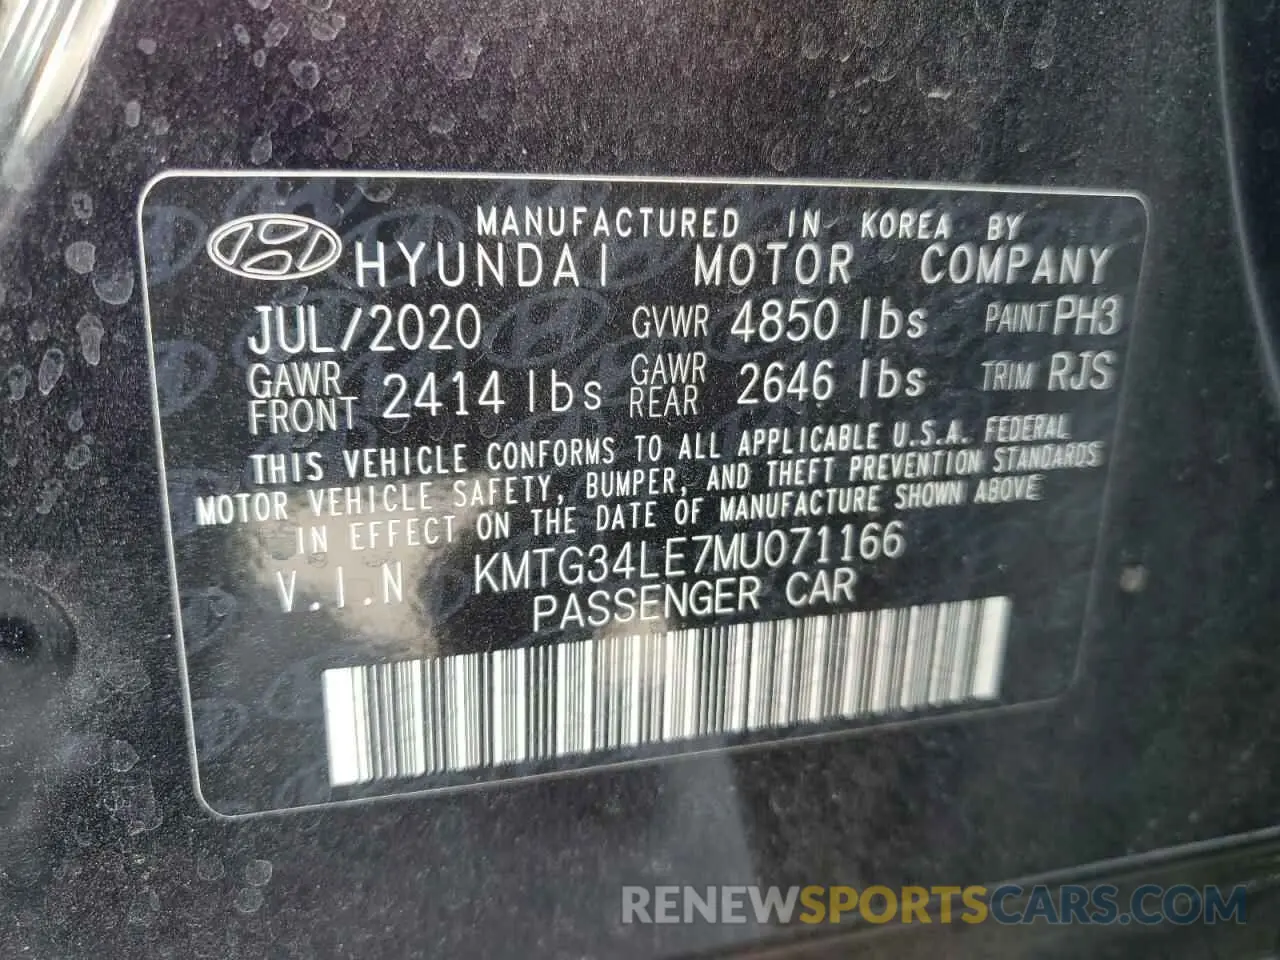 MANUFACTURED IN KOREA BY
HYUNDAI MOTOR COMPANY
JUL/2020 GVWR 4850 lbs PAINT PH3
GAWR FRONT 2414 lbs GAWR REAR 2646 lbs TRIM RJS
THIS VEHICLE CONFORMS TO ALL APPLICABLE U.S.A. FEDERAL
MOTOR VEHICLE SAFETY, BUMPER, AND THEFT PREVENTION STANDARDS
IN EFFECT ON THE DATE OF MANUFACTURE SHOWN ABOVE
V.I.N KMTG34LE7MU071166
PASSENGER CAR
RENEWSPORTSCARS.COM